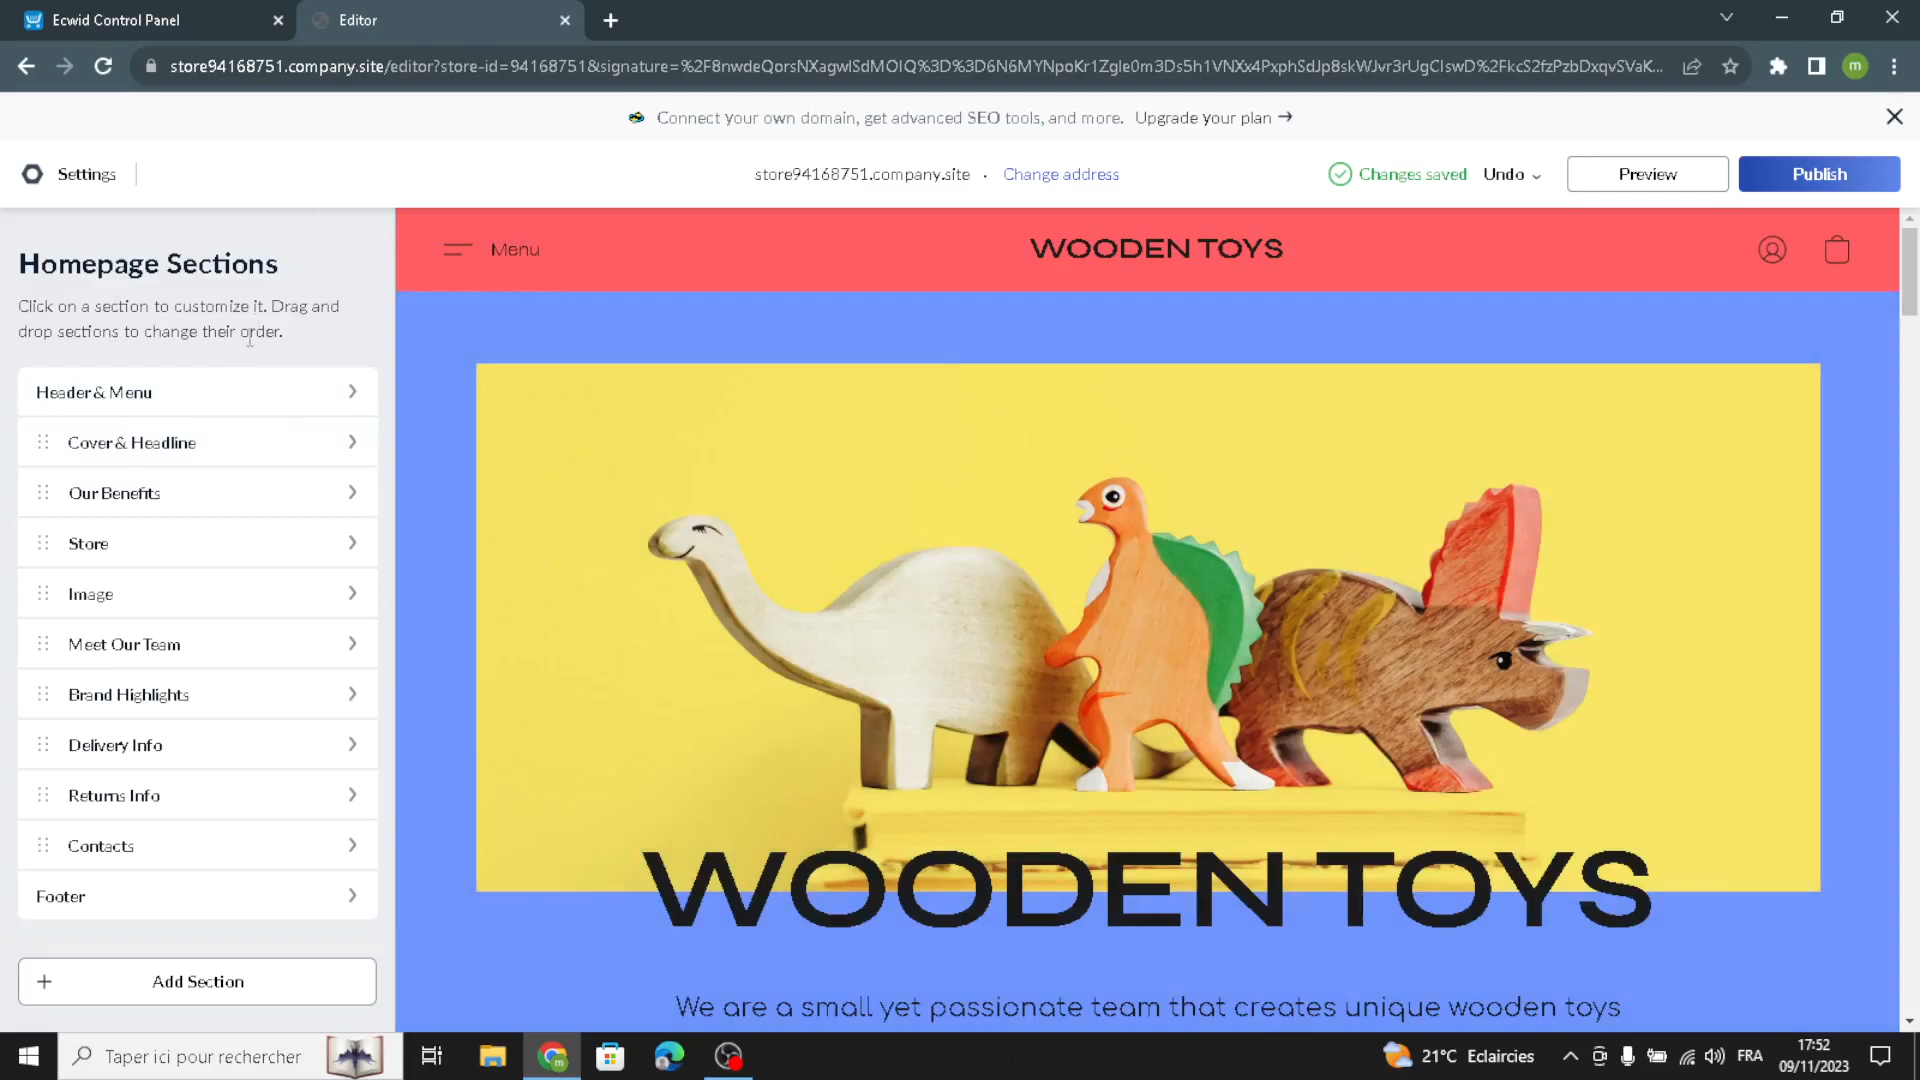 Ecwid Control Panel
Editor
store94168751.company.site/editor?store-id=94168751&signature=%2F8nwdeQorsNXagwlSdMOIQ%3D%3D6N6MYNpoKr1Zgle0m3Ds5h1VNXx4PxphSdJp8skWJvr3rUgCIswD%2FkcS2fzPzbDxqvSVaK...
m
Connect your own domain, get advanced SEO tools, and more. Upgrade your plan →
Settings
store94168751.company.site · Change address
Changes saved
Undo
Preview
Publish
Homepage Sections
Click on a section to customize it. Drag and
drop sections to change their order.
Header & Menu
Cover & Headline
Our Benefits
Store
Image
Meet Our Team
Brand Highlights
Delivery Info
Returns Info
Contacts
Footer
Add Section
Menu
WOODEN TOYS
WOODEN TOYS
We are a small yet passionate team that creates unique wooden toys
Taper ici pour rechercher
m
21°C Eclaircies
FRA
17:52
09/11/2023